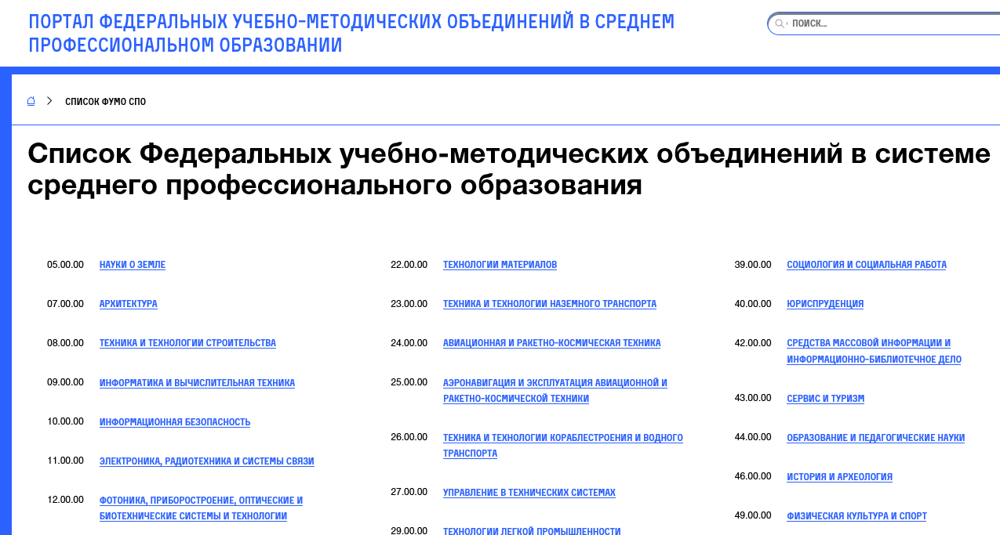 ПОРТАЛ ФЕДЕРАЛЬНЫХ УЧЕБНО-МЕТОДИЧЕСКИХ ОБЪЕДИНЕНИЙ В СРЕДНЕМ
ПРОФЕССИОНАЛЬНОМ ОБРАЗОВАНИИ
ПОИСК...
СПИСОК ФУМО СПО
Список Федеральных учебно-методических объединений в системе
среднего профессионального образования
05.00.00 НАУКИ О ЗЕМЛЕ
07.00.00 АРХИТЕКТУРА
08.00.00 ТЕХНИКА И ТЕХНОЛОГИИ СТРОИТЕЛЬСТВА
09.00.00 ИНФОРМАТИКА И ВЫЧИСЛИТЕЛЬНАЯ ТЕХНИКА
10.00.00 ИНФОРМАЦИОННАЯ БЕЗОПАСНОСТЬ
11.00.00 ЭЛЕКТРОНИКА, РАДИОТЕХНИКА И СИСТЕМЫ СВЯЗИ
12.00.00 ФОТОНИКА, ПРИБОРОСТРОЕНИЕ, ОПТИЧЕСКИЕ И
БИОТЕХНИЧЕСКИЕ СИСТЕМЫ И ТЕХНОЛОГИИ
22.00.00 ТЕХНОЛОГИИ МАТЕРИАЛОВ
23.00.00 ТЕХНИКА И ТЕХНОЛОГИИ НАЗЕМНОГО ТРАНСПОРТА
24.00.00 АВИАЦИОННАЯ И РАКЕТНО-КОСМИЧЕСКАЯ ТЕХНИКА
25.00.00 АЭРОНАВИГАЦИЯ И ЭКСПЛУАТАЦИЯ АВИАЦИОННОЙ И
РАКЕТНО-КОСМИЧЕСКОЙ ТЕХНИКИ
26.00.00 ТЕХНИКА И ТЕХНОЛОГИИ КОРАБЛЕСТРОЕНИЯ И ВОДНОГО
ТРАНСПОРТА
27.00.00 УПРАВЛЕНИЕ В ТЕХНИЧЕСКИХ СИСТЕМАХ
29.00.00 ТЕХНОЛОГИИ ЛЕГКОЙ ПРОМЫШЛЕННОСТИ
39.00.00 СОЦИОЛОГИЯ И СОЦИАЛЬНАЯ РАБОТА
40.00.00 ЮРИСПРУДЕНЦИЯ
42.00.00 СРЕДСТВА МАССОВОЙ ИНФОРМАЦИИ И
ИНФОРМАЦИОННО-БИБЛИОТЕЧНОЕ ДЕЛО
43.00.00 СЕРВИС И ТУРИЗМ
44.00.00 ОБРАЗОВАНИЕ И ПЕДАГОГИЧЕСКИЕ НАУКИ
46.00.00 ИСТОРИЯ И АРХЕОЛОГИЯ
49.00.00 ФИЗИЧЕСКАЯ КУЛЬТУРА И СПОРТ